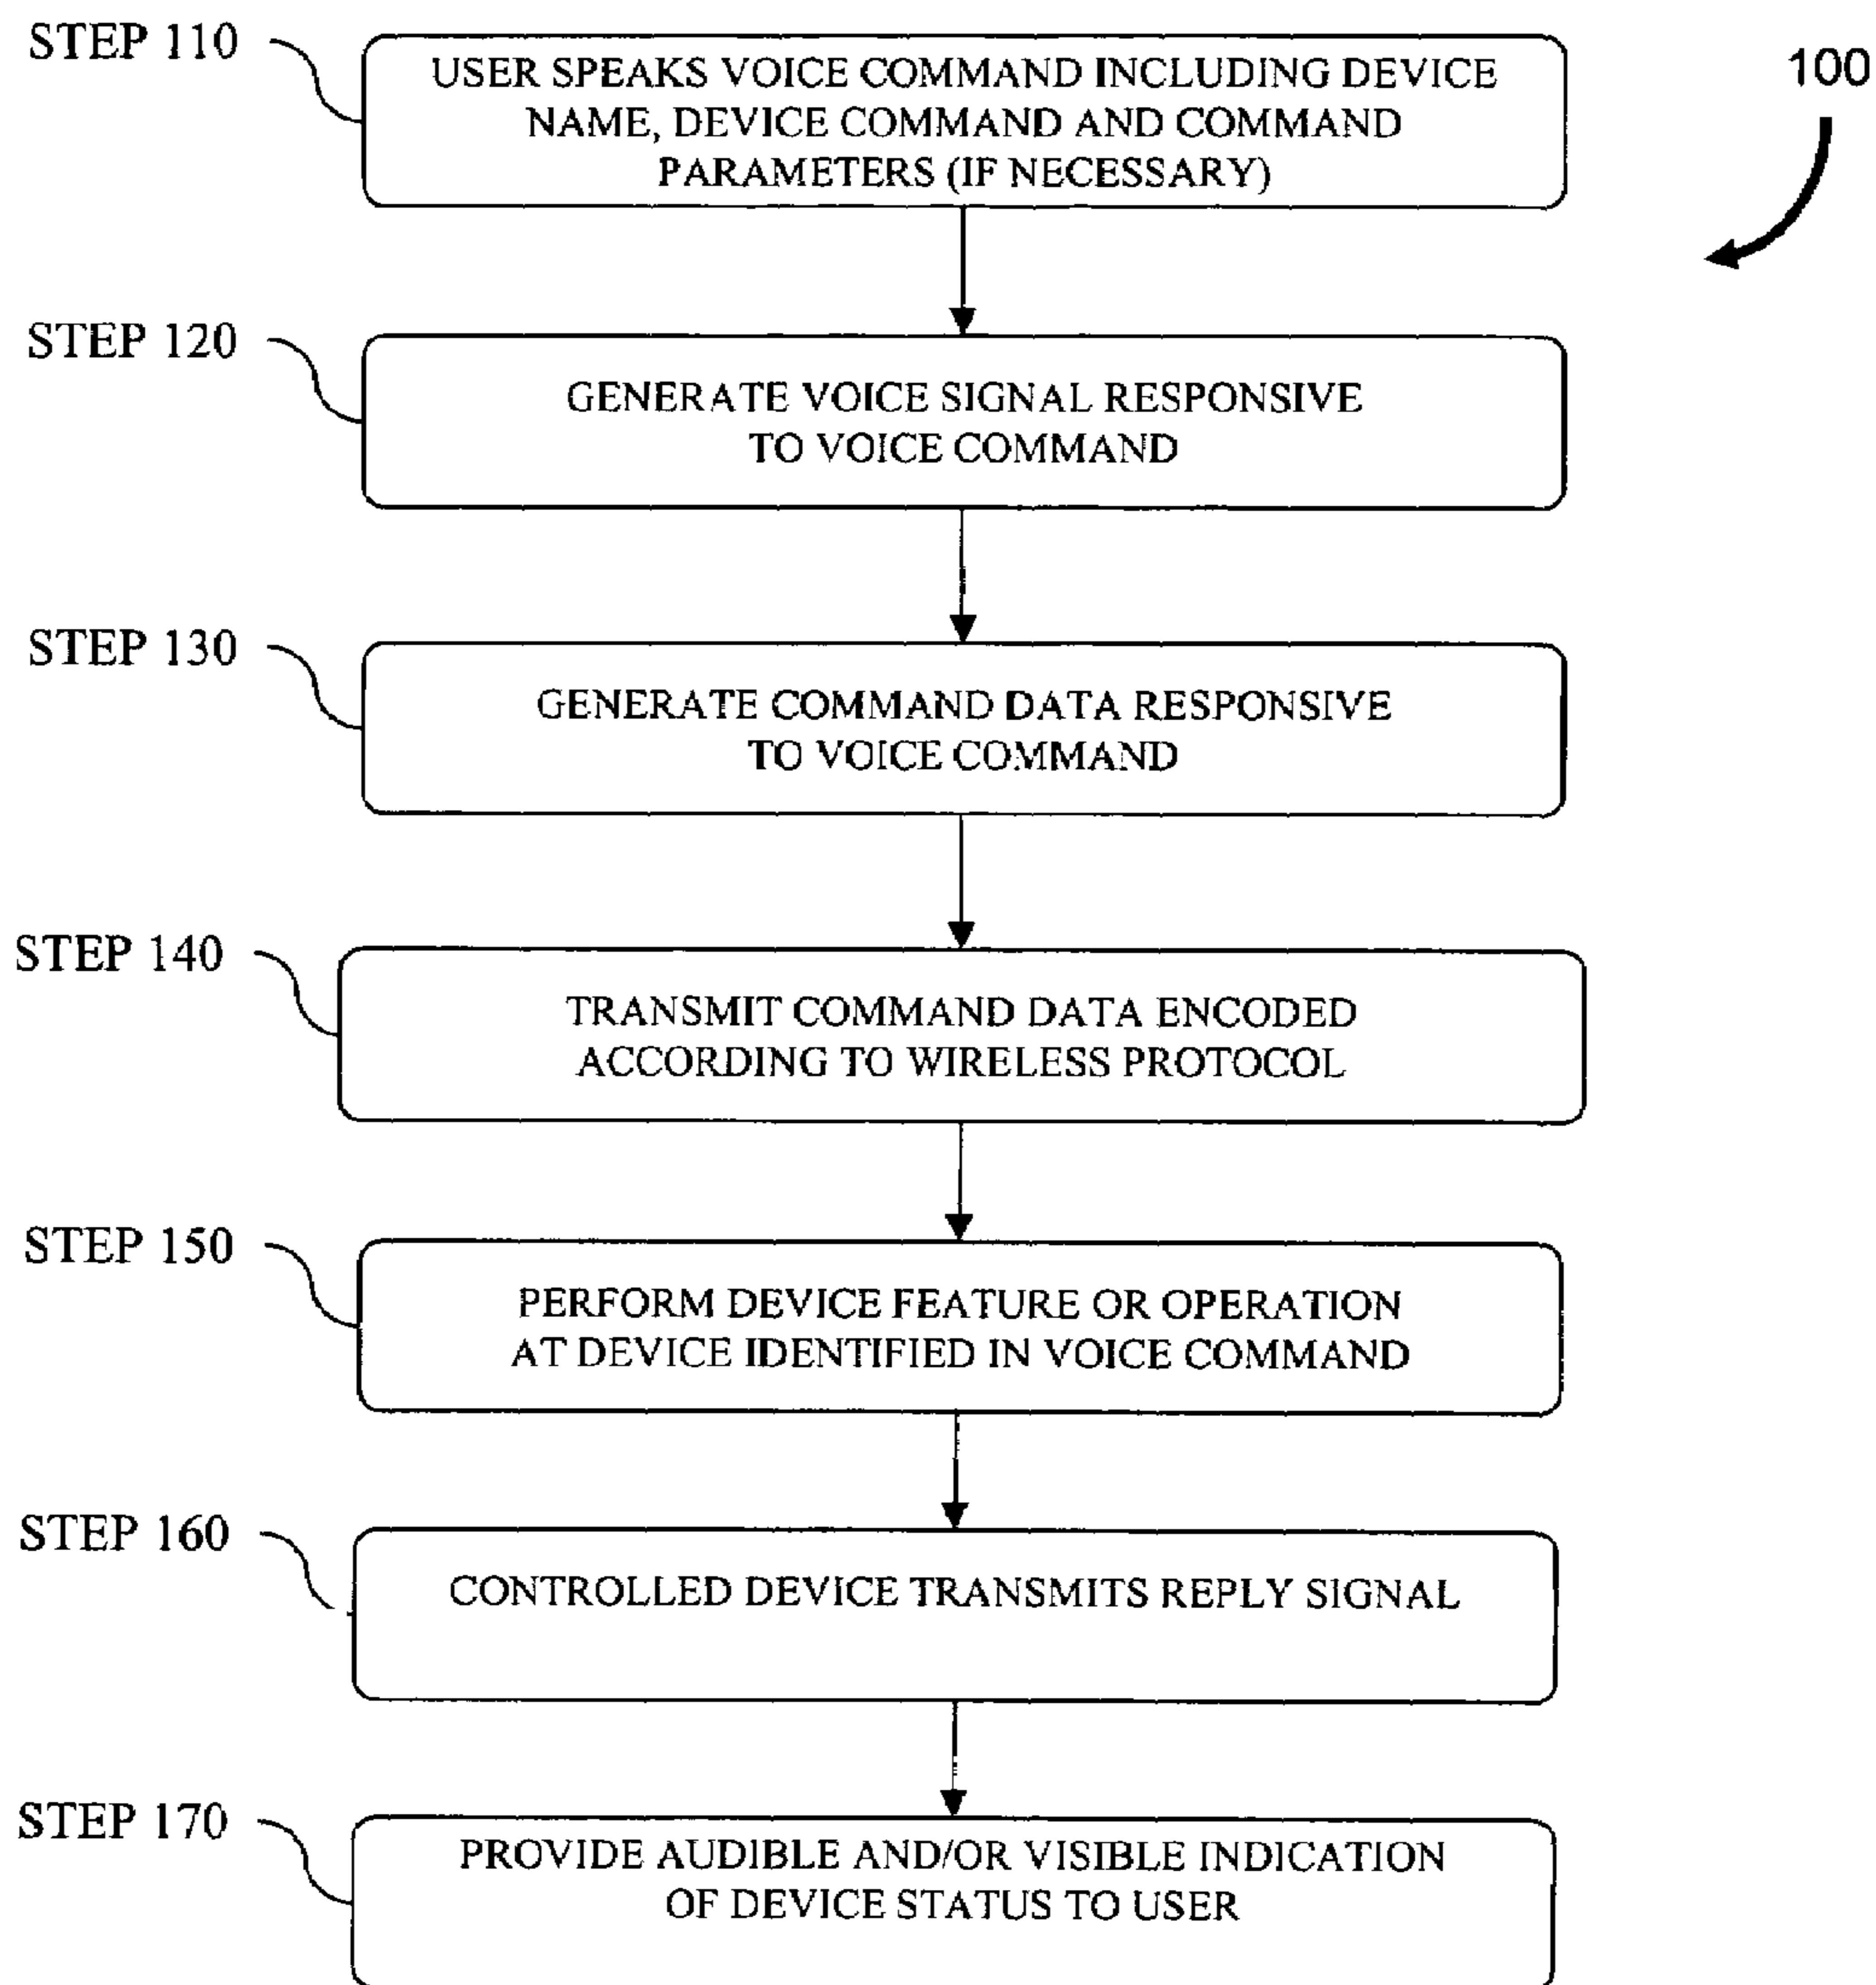 STEP 110
USER SPEAKS VOICE COMMAND INCLUDING DEVICE
NAME, DEVICE COMMAND AND COMMAND
PARAMETERS (IF NECESSARY)
100
STEP 120
GENERATE VOICE SIGNAL RESPONSIVE
TO VOICE COMMAND
STEP 130
GENERATE COMMAND DATA RESPONSIVE
TO VOICE COMMAND
STEP 140
TRANSMIT COMMAND DATA ENCODED
ACCORDING TO WIRELESS PROTOCOL
STEP 150
PERFORM DEVICE FEATURE OR OPERATION
AT DEVICE IDENTIFIED IN VOICE COMMAND
STEP 160
CONTROLLED DEVICE TRANSMITS REPLY SIGNAL
STEP 170
PROVIDE AUDIBLE AND/OR VISIBLE INDICATION
OF DEVICE STATUS TO USER